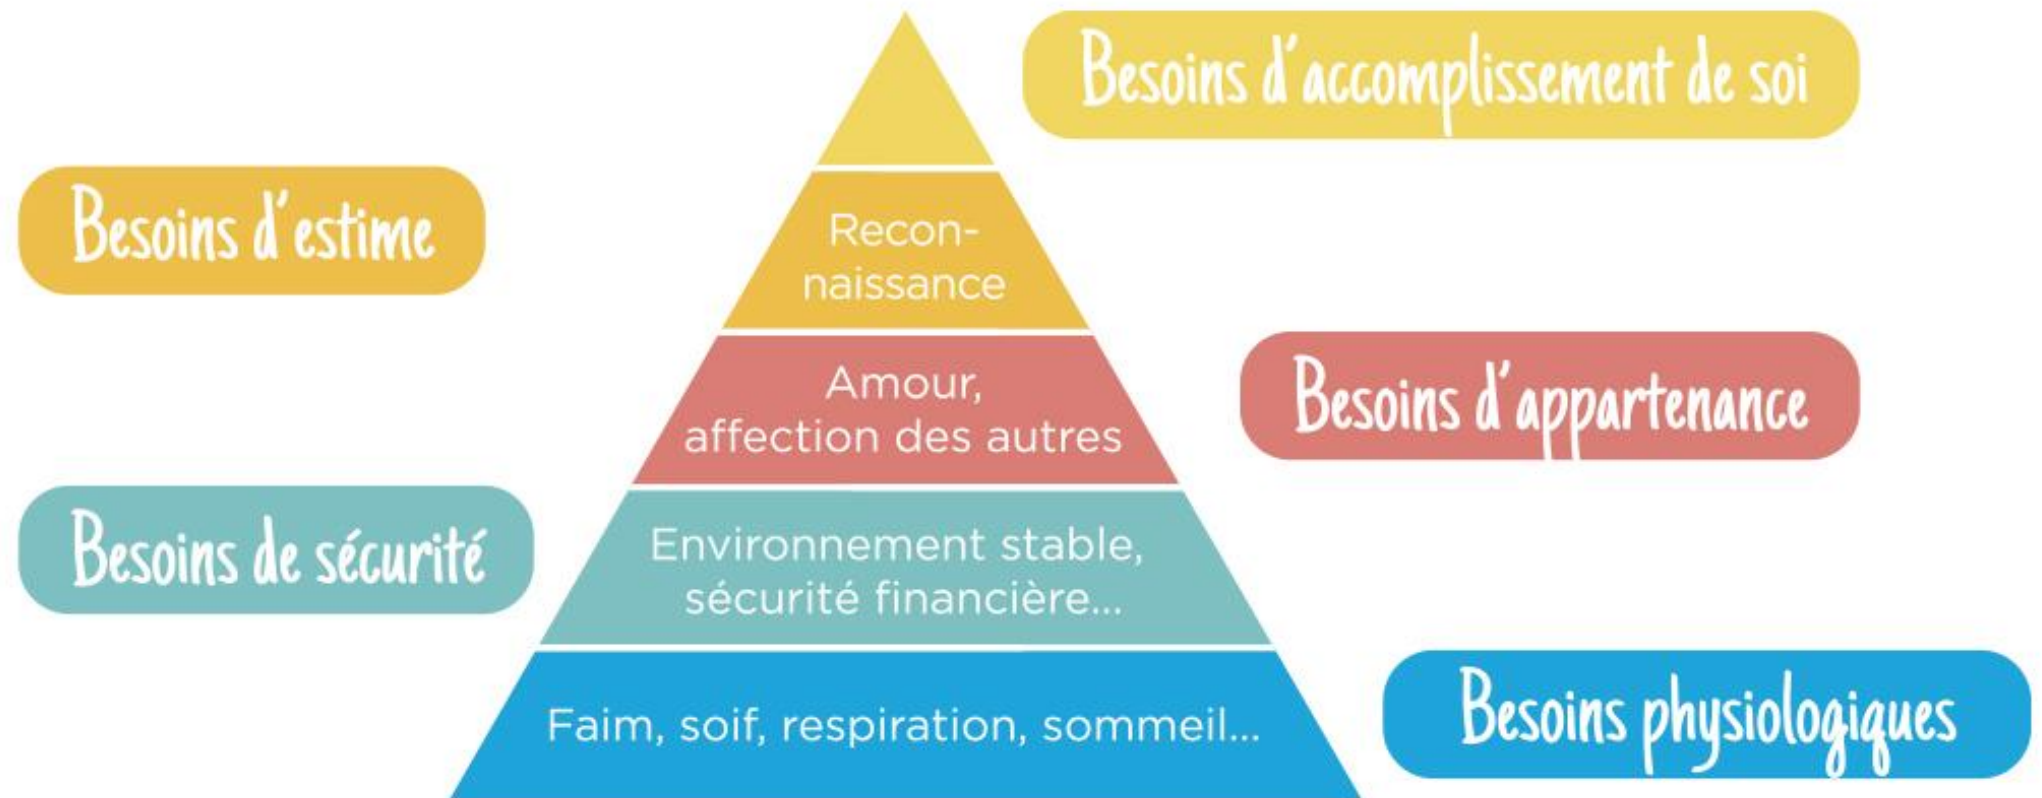 Besoins d'accomplissement de soi
Besoins d'estime
Recon-
naissance
Amour,
affection des autres
Besoins d'appartenance
Besoins de sécurité
Environnement stable,
sécurité financière...
Faim, soif, respiration, sommeil...
Besoins physiologiques